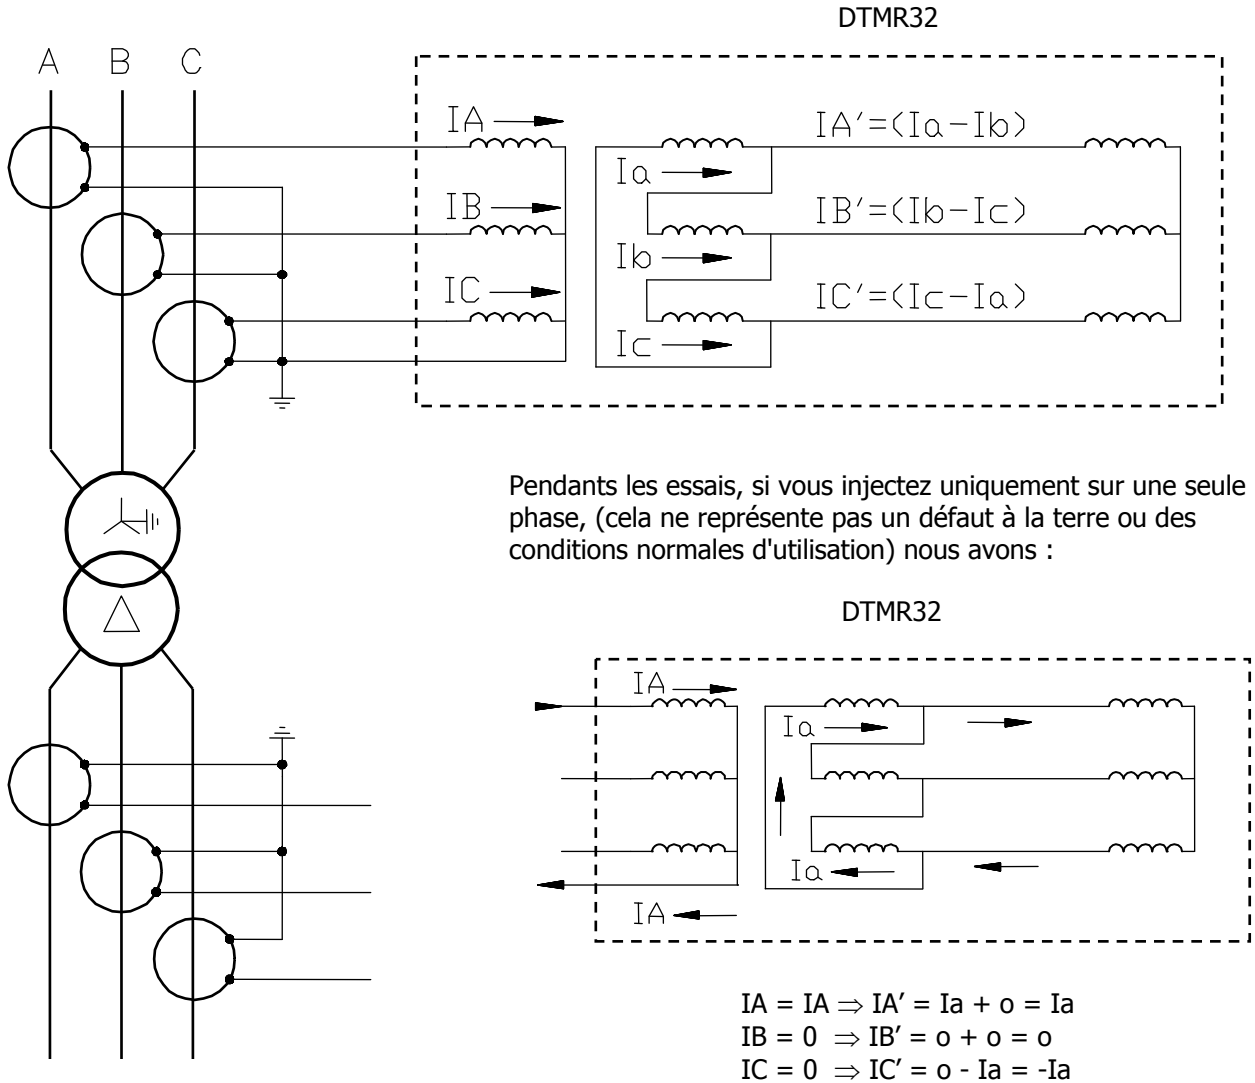 DTMR32
A B C
IA
IA'=(Ia-Ib)
Ia
IB
IB'=(Ib-Ic)
Ib
IC
IC'=(Ic-Ia)
Ic
Pendants les essais, si vous injectez uniquement sur une seule
phase, (cela ne représente pas un défaut à la terre ou des
conditions normales d'utilisation) nous avons :
DTMR32
IA
Ia
Ia
IA
IA = IA ⇒ IA' = Ia + o = Ia
IB = 0 ⇒ IB' = o + o = o
IC = 0 ⇒ IC' = o - Ia = -Ia